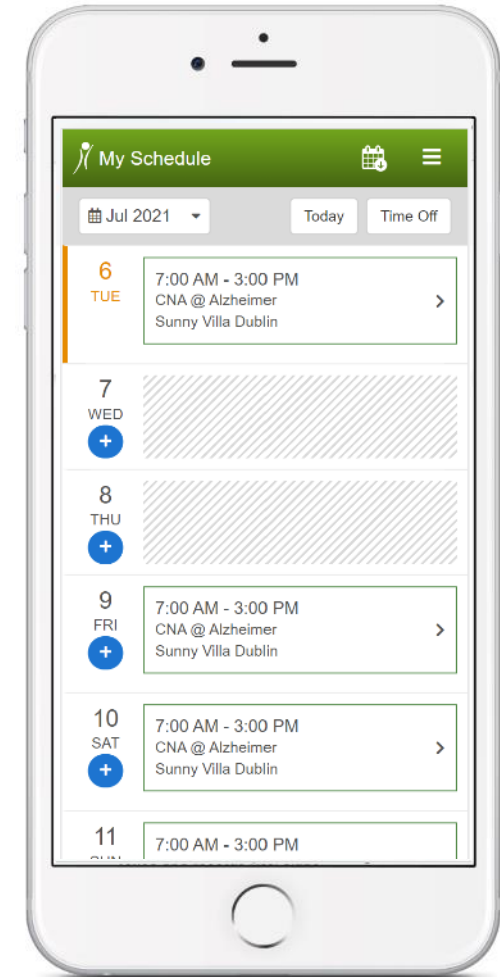 My Schedule
Jul 2021
Today
Time Off
6
TUE
7:00 AM - 3:00 PM
CNA @ Alzheimer
Sunny Villa Dublin
7
WED
8
THU
9
FRI
7:00 AM - 3:00 PM
CNA @ Alzheimer
Sunny Villa Dublin
10
SAT
7:00 AM - 3:00 PM
CNA @ Alzheimer
Sunny Villa Dublin
11
SUN
7:00 AM - 3:00 PM